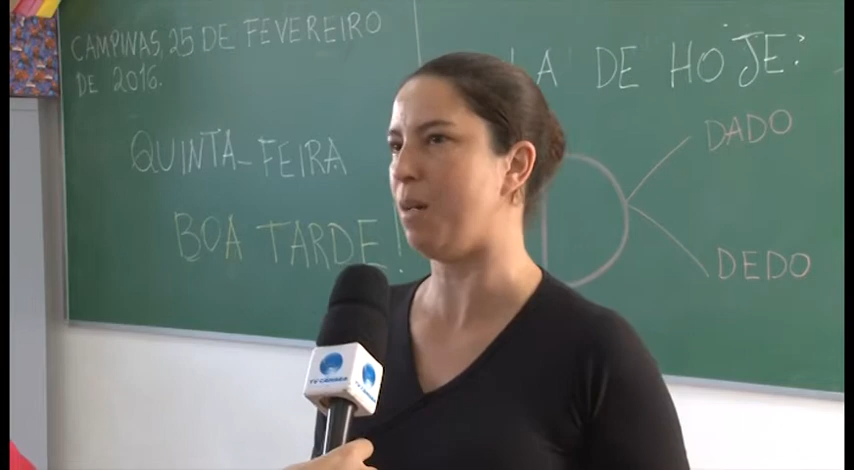 CAMPINAS, 25 DE FEVEREIRO
DE 2016.
LA DE HOJE:
QUINTA-FEIRA
DADO
BOA TARDE!
D
DEDO
TV CÂMARA